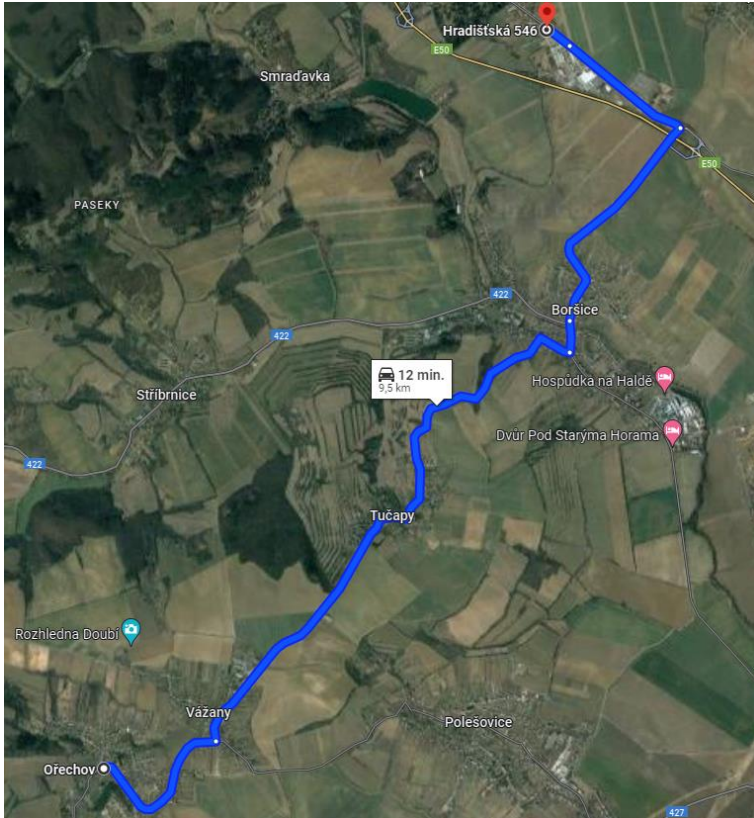 Hradišťská 546
E50
Smraďavka
E50
PASEKY
422
Boršice
422
12 min.
9,5 km
Hospůdka na Haldě
Stříbrnice
Dvůr Pod Starýma Horama
422
Tučapy
Rozhledna Doubí
Vážany
Polešovice
Ořechov
427